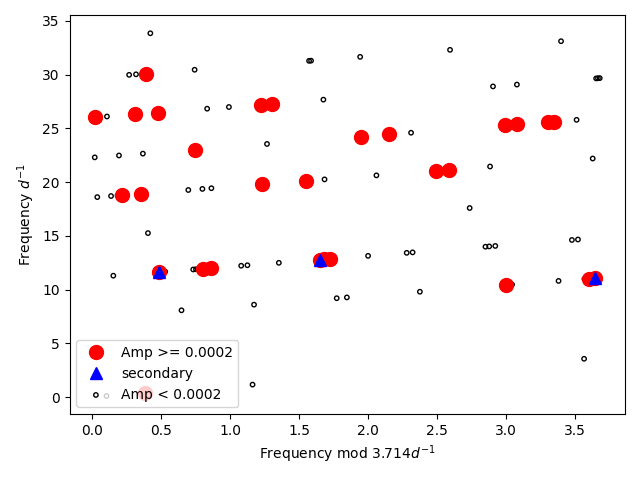 35
30
25
20
15
10
5
0
Frequency $d^{-1}$
Amp >= 0.0002
secondary
Amp < 0.0002
0.0 0.5 1.0 1.5 2.0 2.5 3.0 3.5
Frequency mod 3.714$d^{-1}$